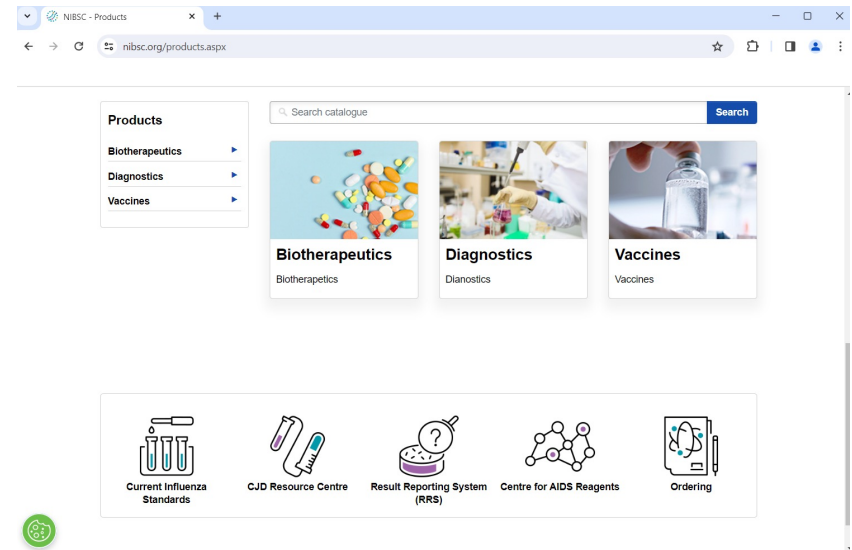 NIBSC - Products
nibsc.org/products.aspx
Products
Biotherapeutics
Diagnostics
Vaccines
Search catalogue
Search
Biotherapeutics
Biotherapetics
Diagnostics
Dianostics
Vaccines
Vaccines
Current Influenza
Standards
CJD Resource Centre
Result Reporting System
(RRS)
Centre for AIDS Reagents
Ordering